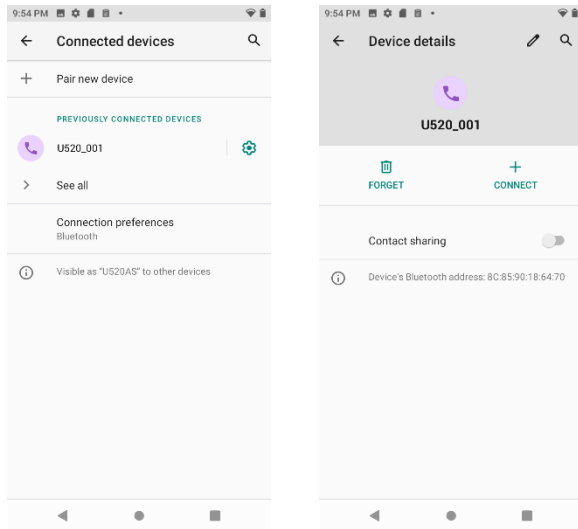 9:54 PM
Connected devices
Pair new device
PREVIOUSLY CONNECTED DEVICES
U520_001
See all
Connection preferences
Bluetooth
Visible as "U520AS" to other devices
9:54 PM
Device details
U520_001
FORGET
CONNECT
Contact sharing
Device's Bluetooth address: 8C:85:90:18:64:70